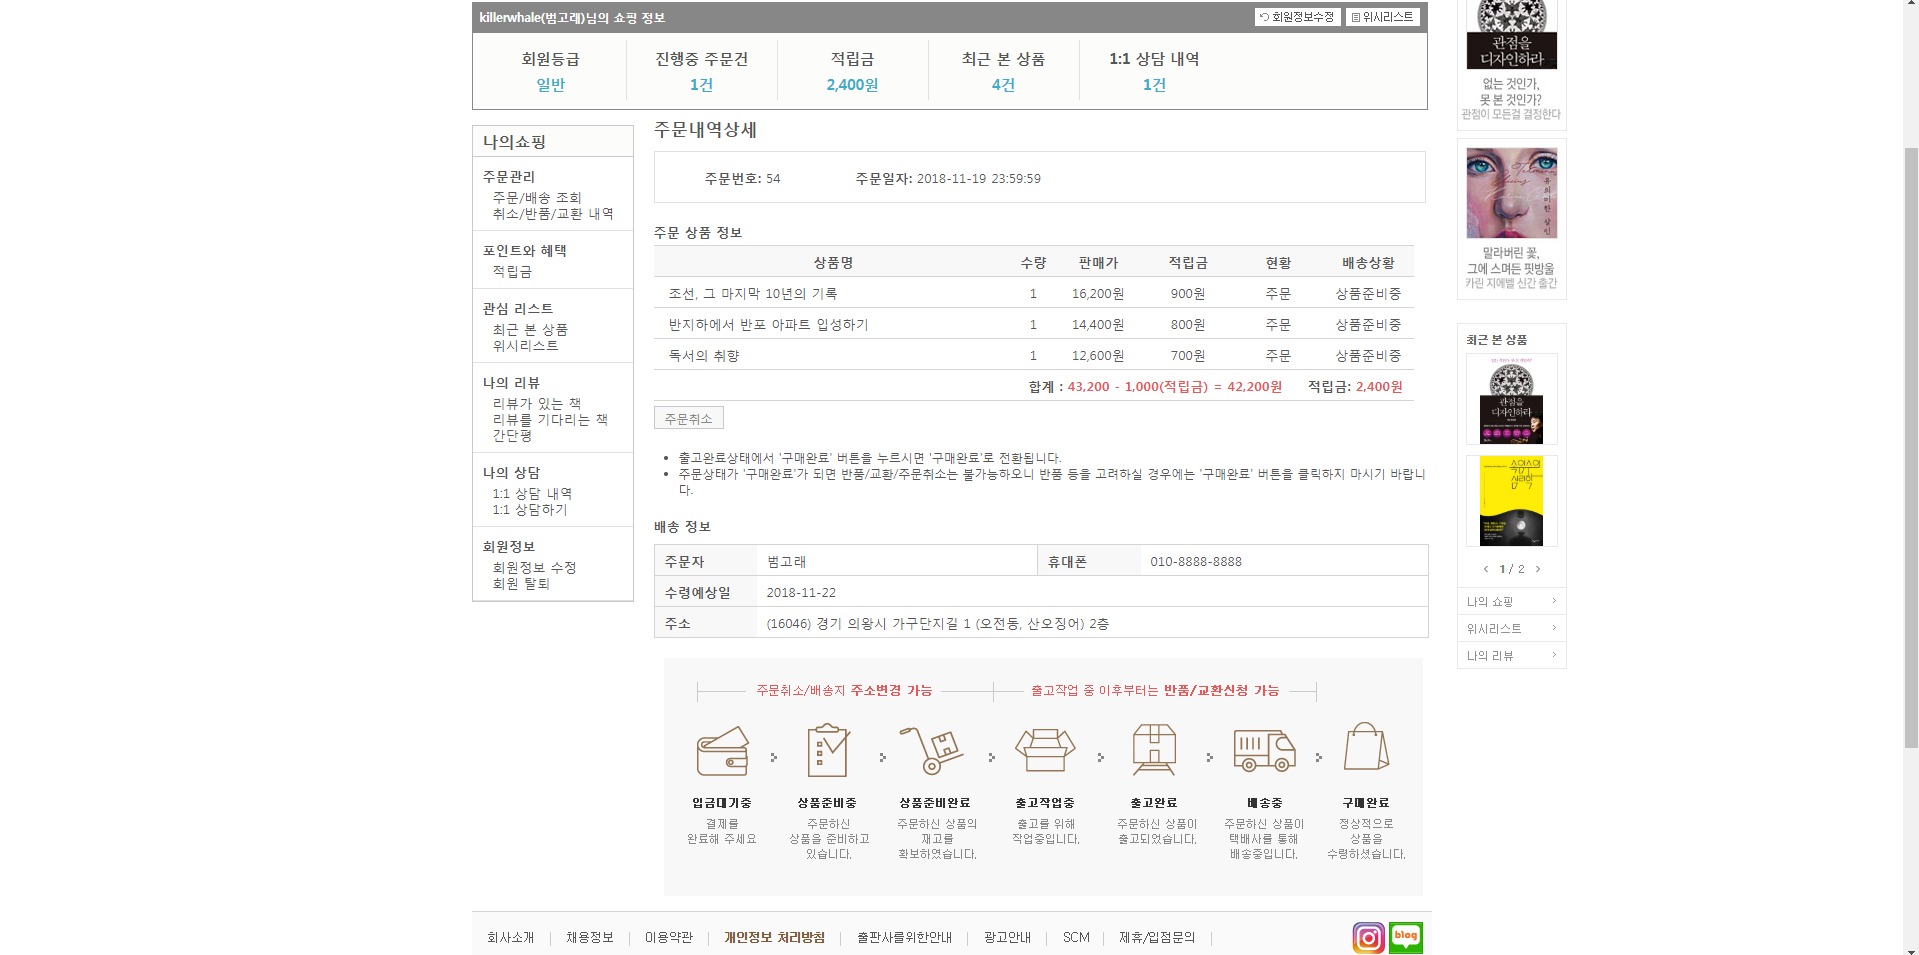 killerwhale(범고래)님의 쇼핑 정보
회원정보수정
위시리스트
회원등급
진행중 주문건
적립금
최근 본 상품
1:1 상담 내역
일반
1건
2,400원
4건
1건
나의쇼핑
주문관리
주문/배송 조회
취소/반품/교환 내역
포인트와 혜택
적립금
관심 리스트
최근 본 상품
위시리스트
나의 리뷰
리뷰가 있는 책
리뷰를 기다리는 책
간단평
나의 상담
1:1 상담 내역
1:1 상담하기
회원정보
회원정보 수정
회원 탈퇴
주문내역상세
주문번호: 54
주문일자: 2018-11-19 23:59:59
주문 상품 정보
상품명 수량 판매가 적립금 현황 배송상황
조선, 그 마지막 10년의 기록 1 16,200원 900원 주문 상품준비중
반지하에서 반포 아파트 입성하기 1 14,400원 800원 주문 상품준비중
독서의 취향 1 12,600원 700원 주문 상품준비중
합계 : 43,200 - 1,000(적립금) = 42,200원 적립금: 2,400원
주문취소
출고완료상태에서 '구매완료' 버튼을 누르시면 '구매완료'로 전환됩니다.
주문상태가 '구매완료'가 되면 반품/교환/주문취소는 불가능하오니 반품 등을 고려하실 경우에는 '구매완료' 버튼을 클릭하지 마시기 바랍니
다.
배송 정보
주문자 범고래 휴대폰 010-8888-8888
수령예상일 2018-11-22
주소 (16046) 경기 의왕시 가구단지길 1 (오전동, 산오징어) 2층
주문취소/배송지 주소변경 가능
출고작업 중 이후부터는 반품/교환신청 가능
입금대기중
결제를
완료해 주세요
상품준비중
주문하신
상품을 준비하고
있습니다.
상품준비완료
주문하신 상품의
재고를
확보하였습니다.
출고작업중
출고를 위해
작업중입니다.
출고완료
주문하신 상품이
출고되었습니다.
배송중
주문하신 상품이
택배사를 통해
배송중입니다.
구매완료
정상적으로
상품을
수령하셨습니다.
관점을
디자인하라
없는 것인가,
못 본 것인가?
관점이 모든걸 결정한다
유의미한 살인
말라버린 꽃,
그에 스며든 핏방울
카린 지에벨 신간 출간
최근 본 상품
관점을
디자인하라
1 / 2
나의 쇼핑
위시리스트
나의 리뷰
회사소개
채용정보
이용약관
개인정보 처리방침
출판사를위한안내
광고안내
SCM
제휴/입점문의
blog